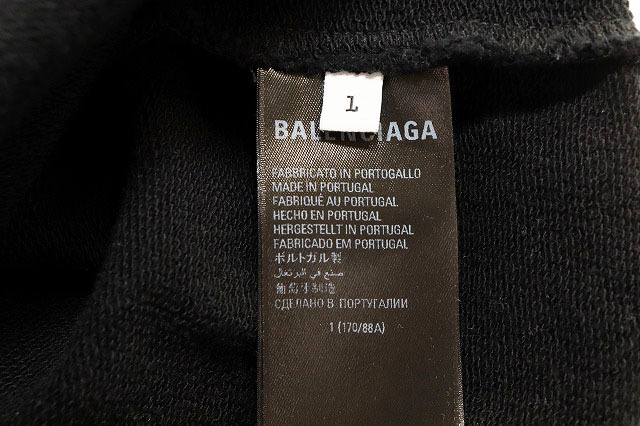 1
BALENCIAGA
FABBRICATO IN PORTOGALLO
MADE IN PORTUGAL
FABRIQUÉ AU PORTUGAL
HECHO EN PORTUGAL
HERGESTELLT IN PORTUGAL
FABRICADO EM PORTUGAL
ポルトガル製
صنع في البرتغال
葡萄牙制造
СДЕЛАНО В ПОРТУГАЛИИ
1 (170/88A)